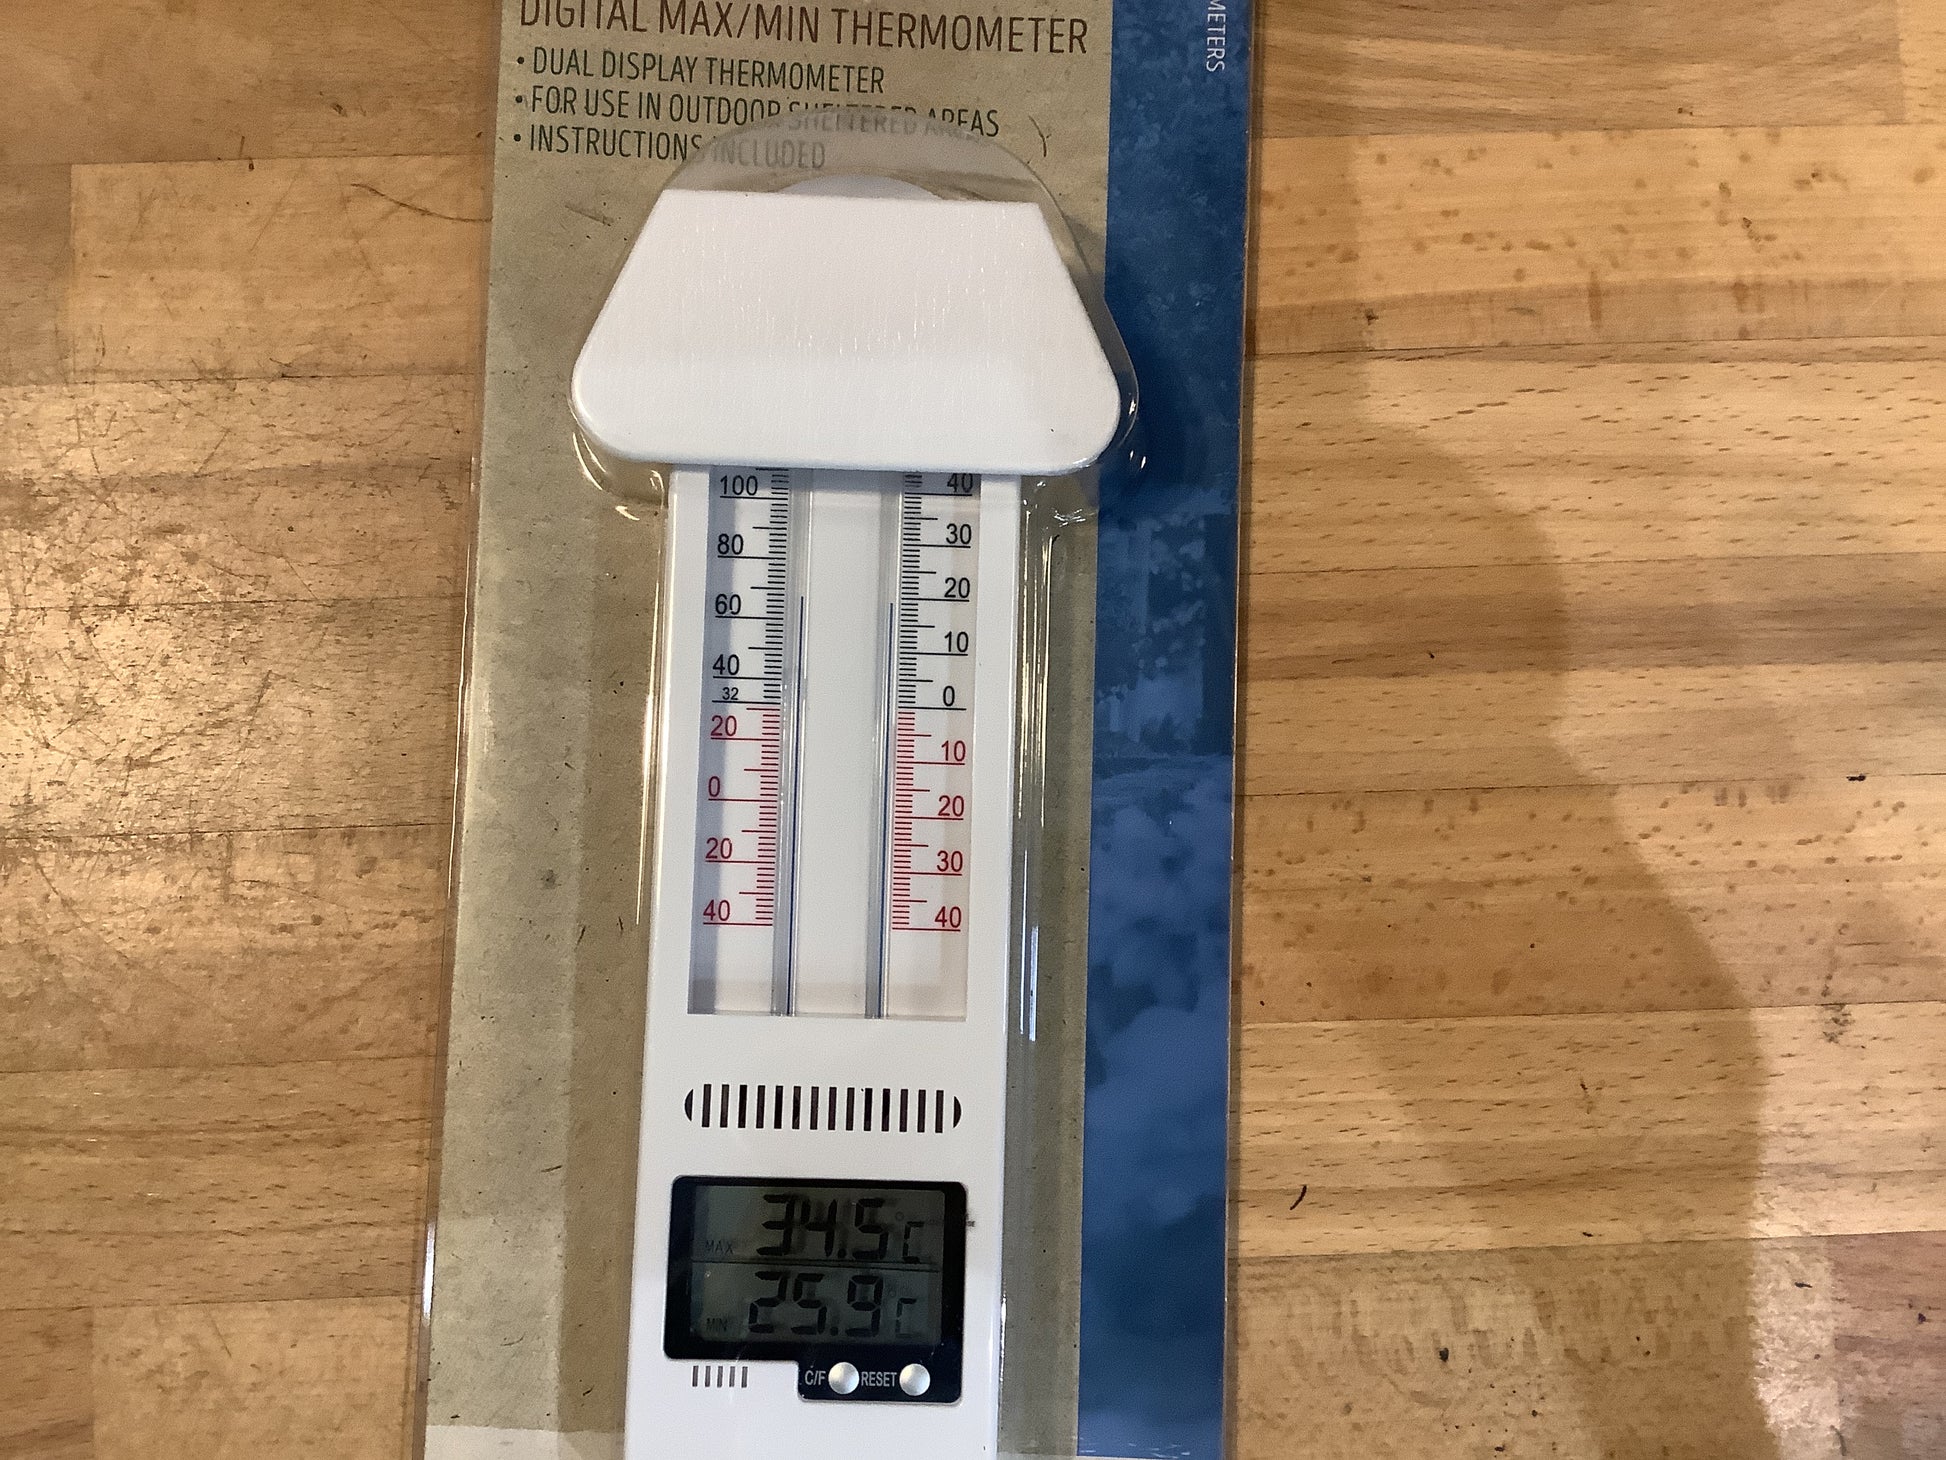 DIGITAL MAX/MIN THERMOMETER
METERS
• DUAL DISPLAY THERMOMETER
• FOR USE IN OUTDOOR SHELTERED AREAS
• INSTRUCTIONS INCLUDED
100 40
80 30
60 20
40 10
32 0
20 10
0 20
20 30
40 40
MAX 34.5°C
MIN 25.9°C
C/F RESET